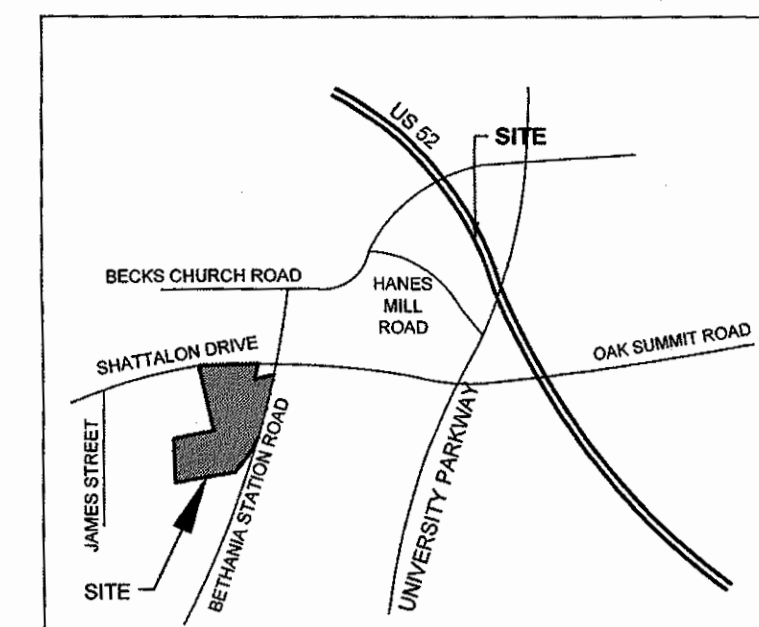 US 52
SITE
BECKS CHURCH ROAD
HANES
MILL
ROAD
SHATTALON DRIVE
OAK SUMMIT ROAD
JAMES STREET
BETHANIA STATION ROAD
UNIVERSITY PARKWAY
SITE